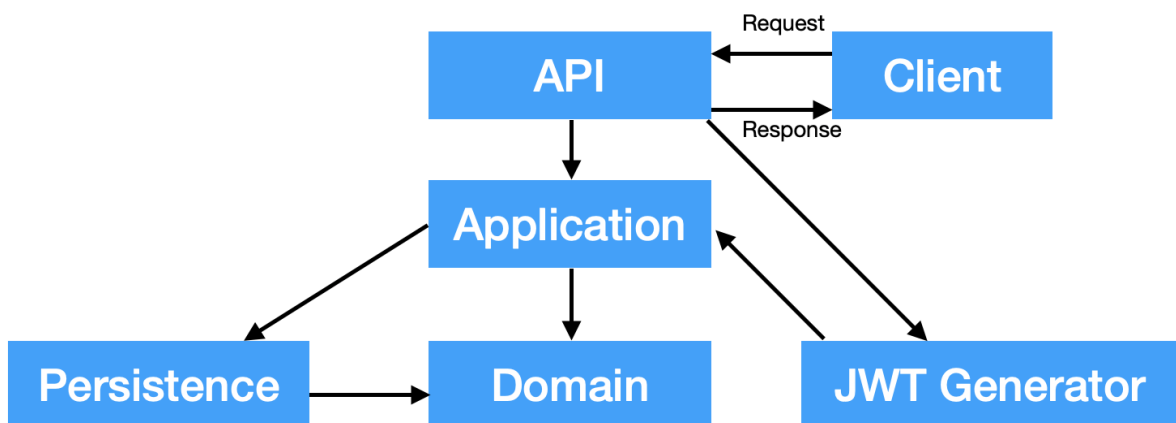 Request
API
Client
Response
Application
Persistence
Domain
JWT Generator